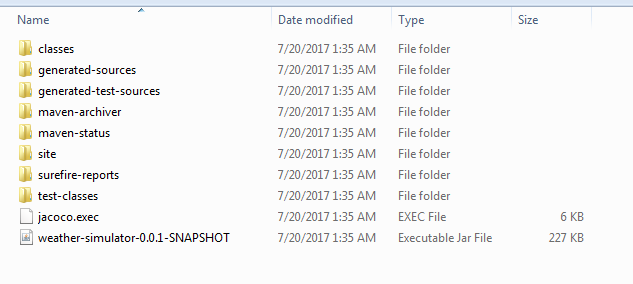 Name Date modified Type Size
classes 7/20/2017 1:35 AM File folder
generated-sources 7/20/2017 1:35 AM File folder
generated-test-sources 7/20/2017 1:35 AM File folder
maven-archiver 7/20/2017 1:35 AM File folder
maven-status 7/20/2017 1:35 AM File folder
site 7/20/2017 1:35 AM File folder
surefire-reports 7/20/2017 1:35 AM File folder
test-classes 7/20/2017 1:35 AM File folder
jacoco.exec 7/20/2017 1:35 AM EXEC File 6 KB
weather-simulator-0.0.1-SNAPSHOT 7/20/2017 1:35 AM Executable Jar File 227 KB